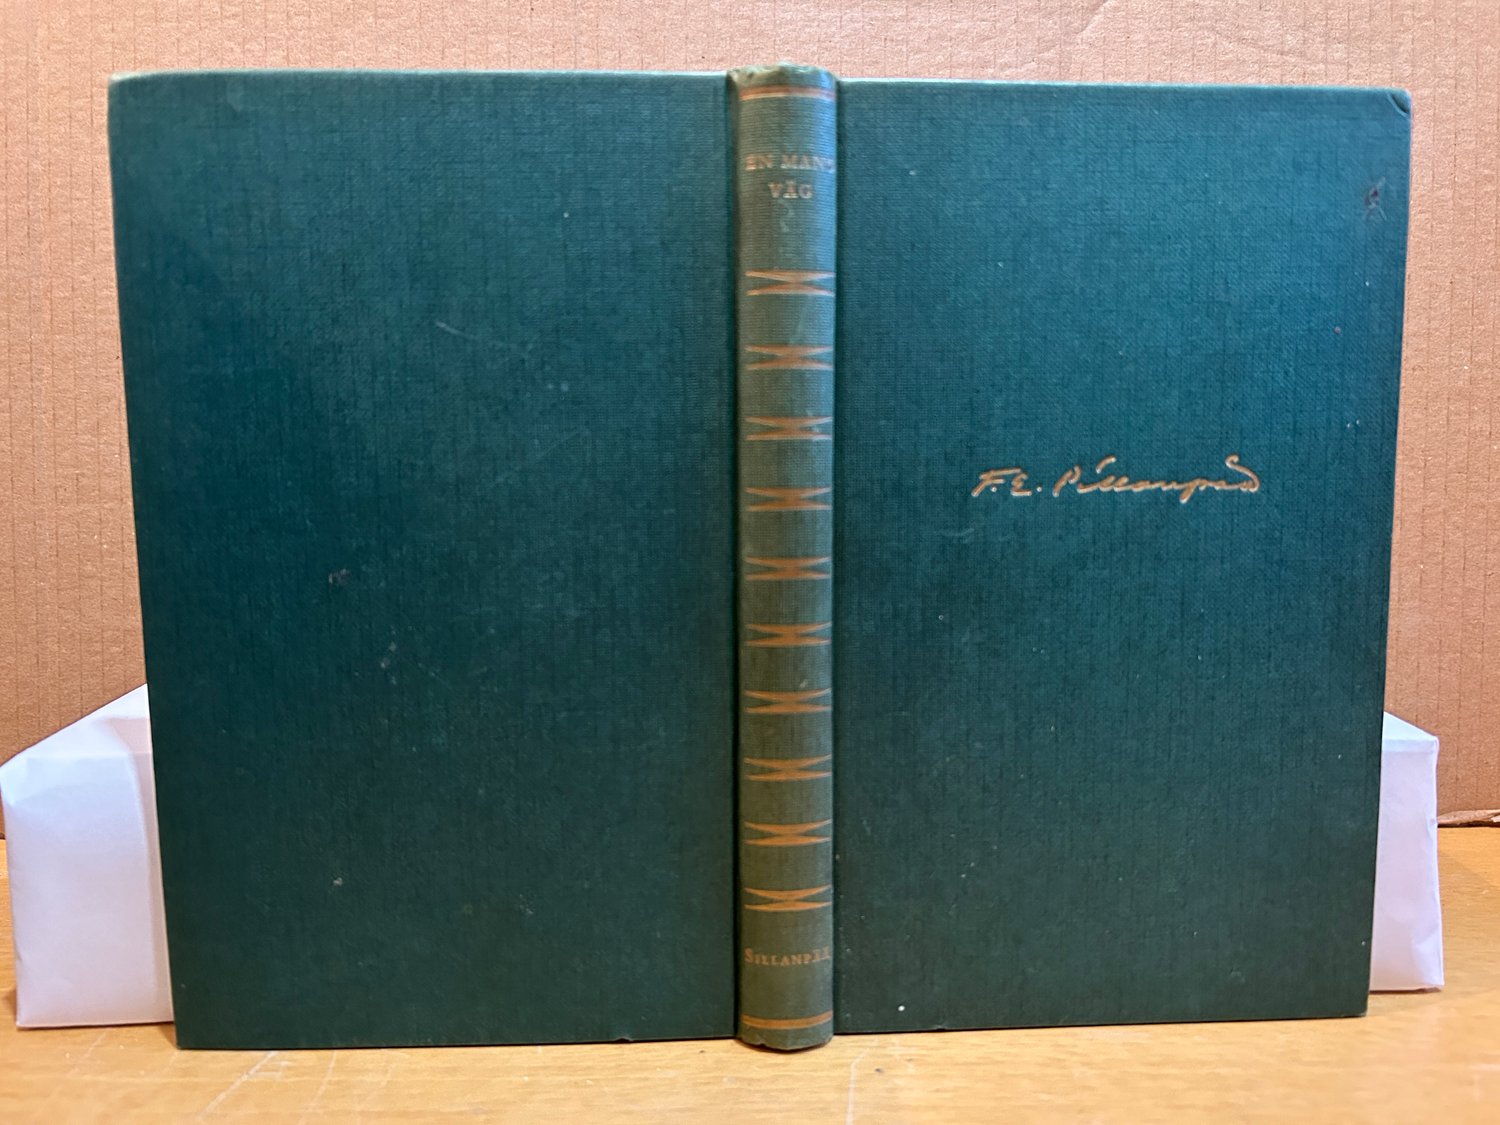 EN MANS
VÄG
SILLANPÄÄ
F. E. Sillanpää